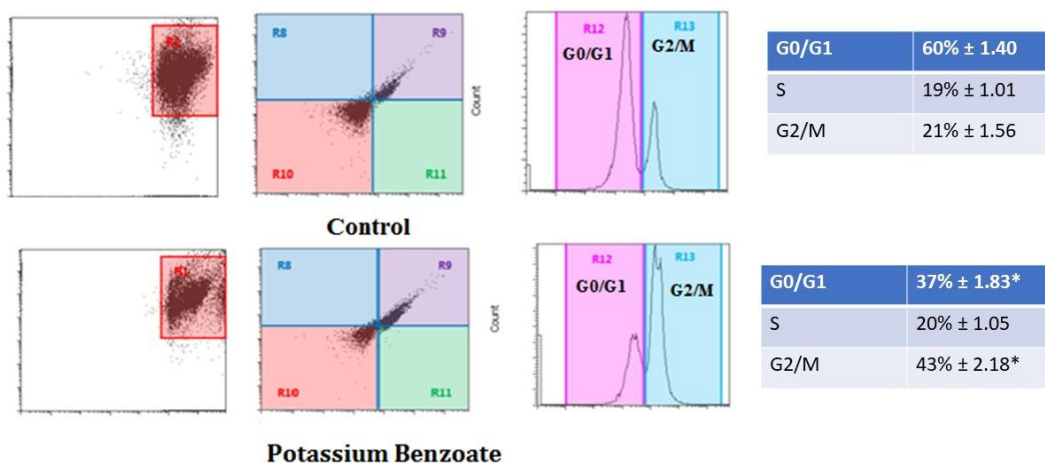 R1
R8
R9
R10
R11
Count
R12
R13
G0/G1
G2/M
G0/G1 60% ± 1.40
S 19% ± 1.01
G2/M 21% ± 1.56
Control
R1
R8
R9
R10
R11
Count
R12
R13
G0/G1
G2/M
G0/G1 37% ± 1.83*
S 20% ± 1.05
G2/M 43% ± 2.18*
Potassium Benzoate